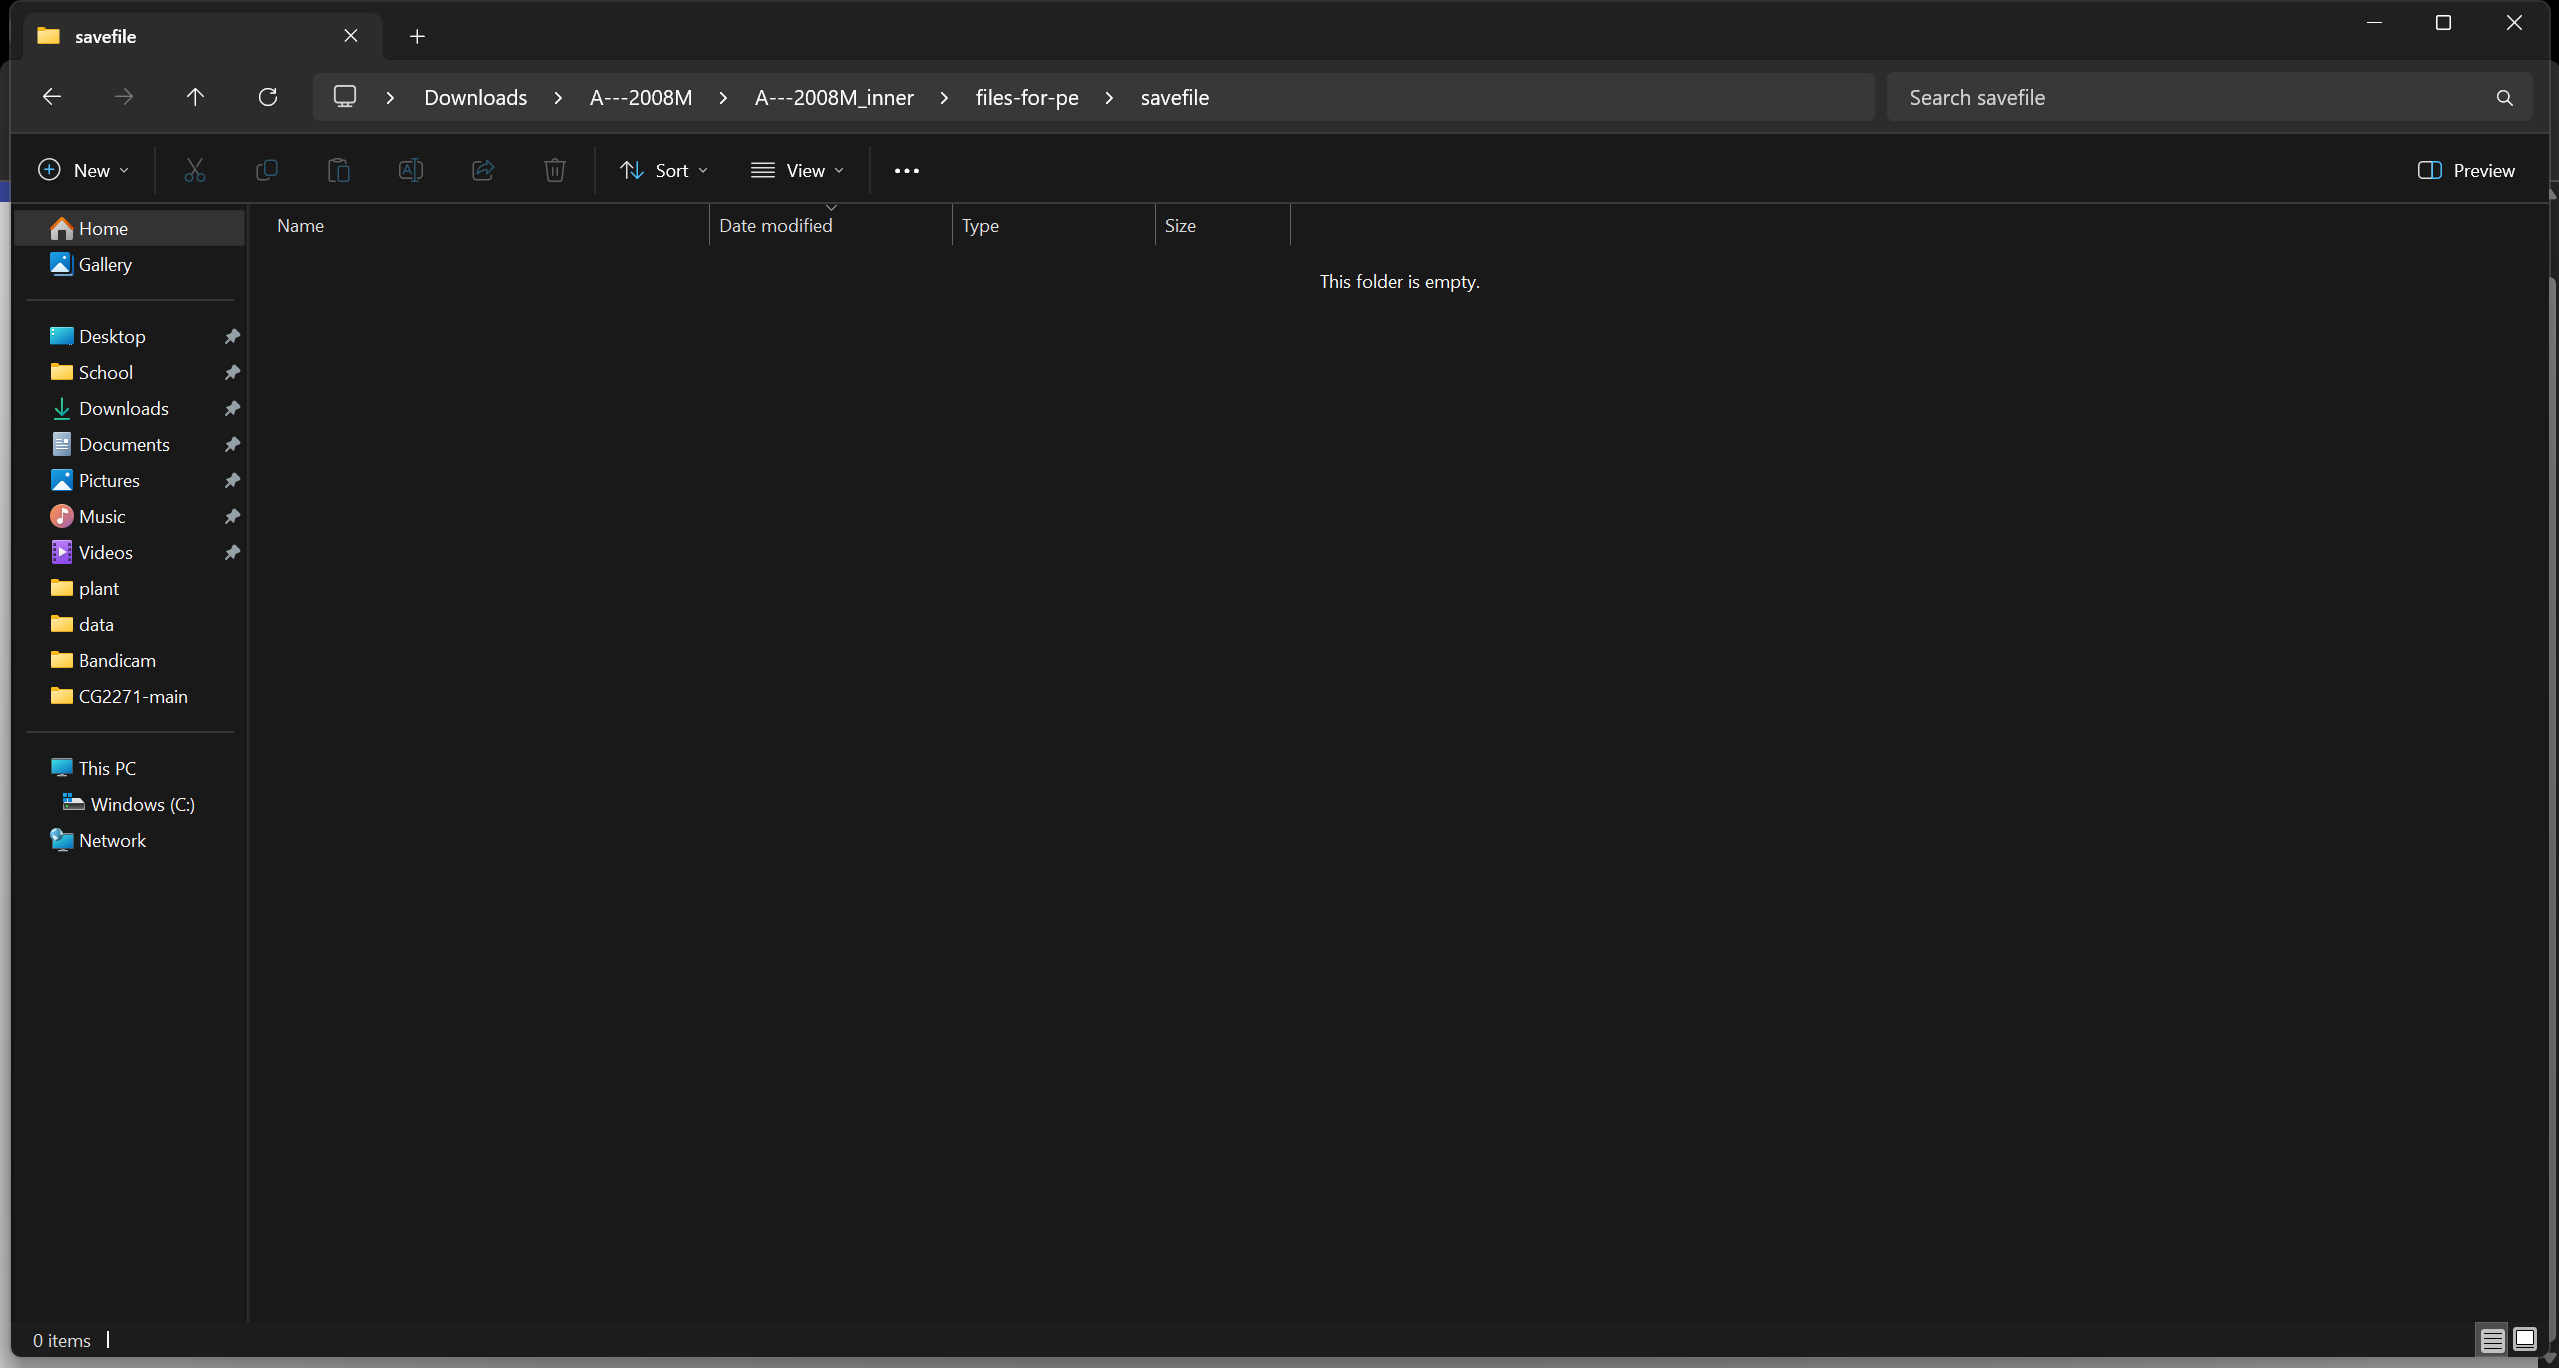 savefile
Downloads > A---2008M > A---2008M_inner > files-for-pe > savefile
Search savefile
New
Sort
View
Preview
Name
Date modified
Type
Size
This folder is empty.
Home
Gallery
Desktop
School
Downloads
Documents
Pictures
Music
Videos
plant
data
Bandicam
CG2271-main
This PC
Windows (C:)
Network
0 items